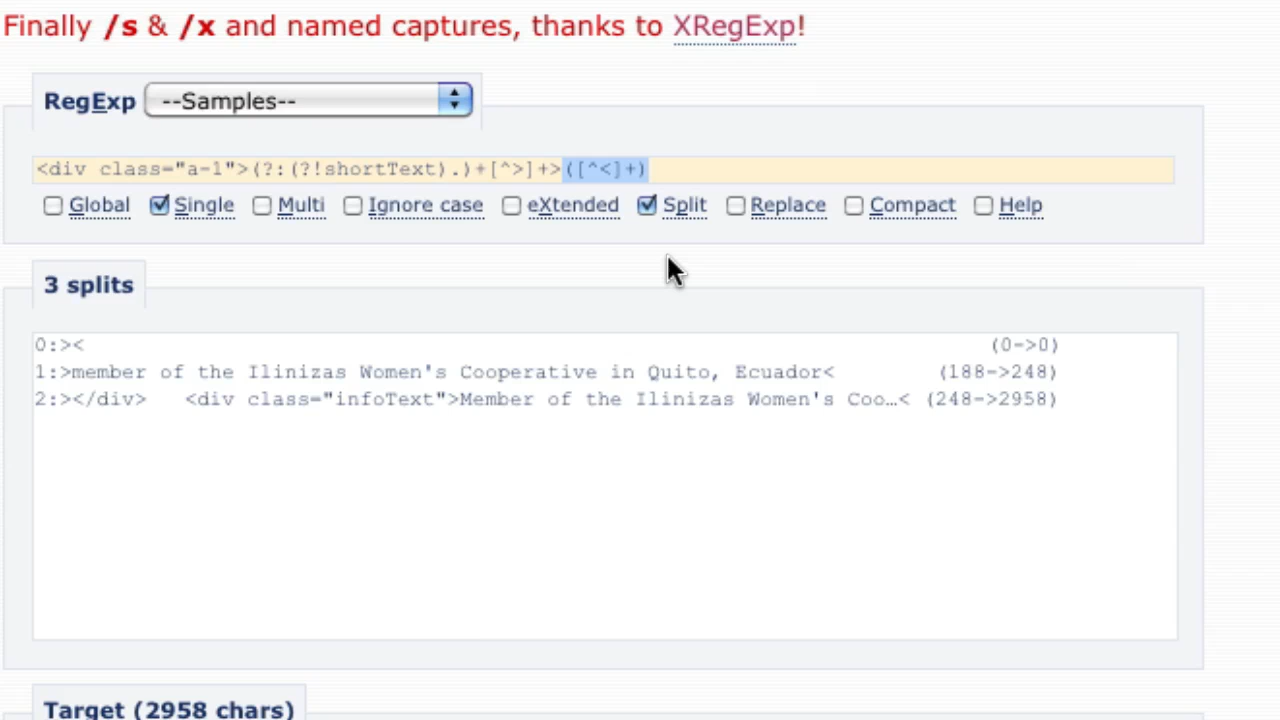 Finally /s & /x and named captures, thanks to XRegExp!
RegExp --Samples--
<div class="a-1">(?:(?!shortText).)+[^>]+>([^<]+)
Global Single Multi Ignore case eXtended Split Replace Compact Help
3 splits
0:>< (0->0)
1:>member of the Ilinizas Women's Cooperative in Quito, Ecuador< (188->248)
2:></div> <div class="infoText">Member of the Ilinizas Women's Coo…< (248->2958)
Target (2958 chars)